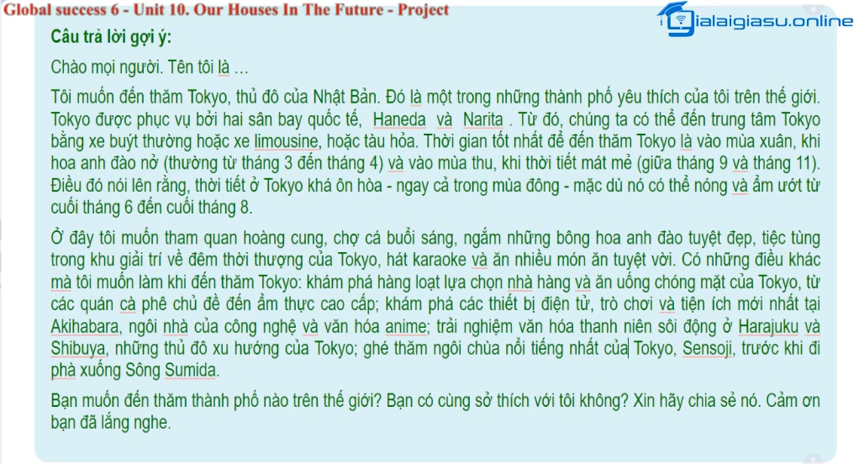 Global success 6 - Unit 10. Our Houses In The Future - Project
ialaigiasu.online
Câu trả lời gợi ý:
Chào mọi người. Tên tôi là ...
Tôi muốn đến thăm Tokyo, thủ đô của Nhật Bản. Đó là một trong những thành phố yêu thích của tôi trên thế giới.
Tokyo được phục vụ bởi hai sân bay quốc tế, Haneda và Narita . Từ đó, chúng ta có thể đến trung tâm Tokyo
bằng xe buýt thường hoặc xe limousine, hoặc tàu hỏa. Thời gian tốt nhất để đến thăm Tokyo là vào mùa xuân, khi
hoa anh đào nở (thường từ tháng 3 đến tháng 4) và vào mùa thu, khi thời tiết mát mẻ (giữa tháng 9 và tháng 11).
Điều đó nói lên rằng, thời tiết ở Tokyo khá ôn hòa - ngay cả trong mùa đông - mặc dù nó có thể nóng và ẩm ướt từ
cuối tháng 6 đến cuối tháng 8.
Ở đây tôi muốn tham quan hoàng cung, chợ cá buổi sáng, ngắm những bông hoa anh đào tuyệt đẹp, tiệc tùng
trong khu giải trí về đêm thời thượng của Tokyo, hát karaoke và ăn nhiều món ăn tuyệt vời. Có những điều khác
mà tôi muốn làm khi đến thăm Tokyo: khám phá hàng loạt lựa chọn nhà hàng và ăn uống chóng mặt của Tokyo, từ
các quán cà phê chủ đề đến ẩm thực cao cấp; khám phá các thiết bị điện tử, trò chơi và tiện ích mới nhất tại
Akihabara, ngôi nhà của công nghệ và văn hóa anime; trải nghiệm văn hóa thanh niên sôi động ở Harajuku và
Shibuya, những thủ đô xu hướng của Tokyo; ghé thăm ngôi chùa nổi tiếng nhất của Tokyo, Sensoji, trước khi đi
phà xuống Sông Sumida.
Bạn muốn đến thăm thành phố nào trên thế giới? Bạn có cùng sở thích với tôi không? Xin hãy chia sẻ nó. Cảm ơn
bạn đã lắng nghe.